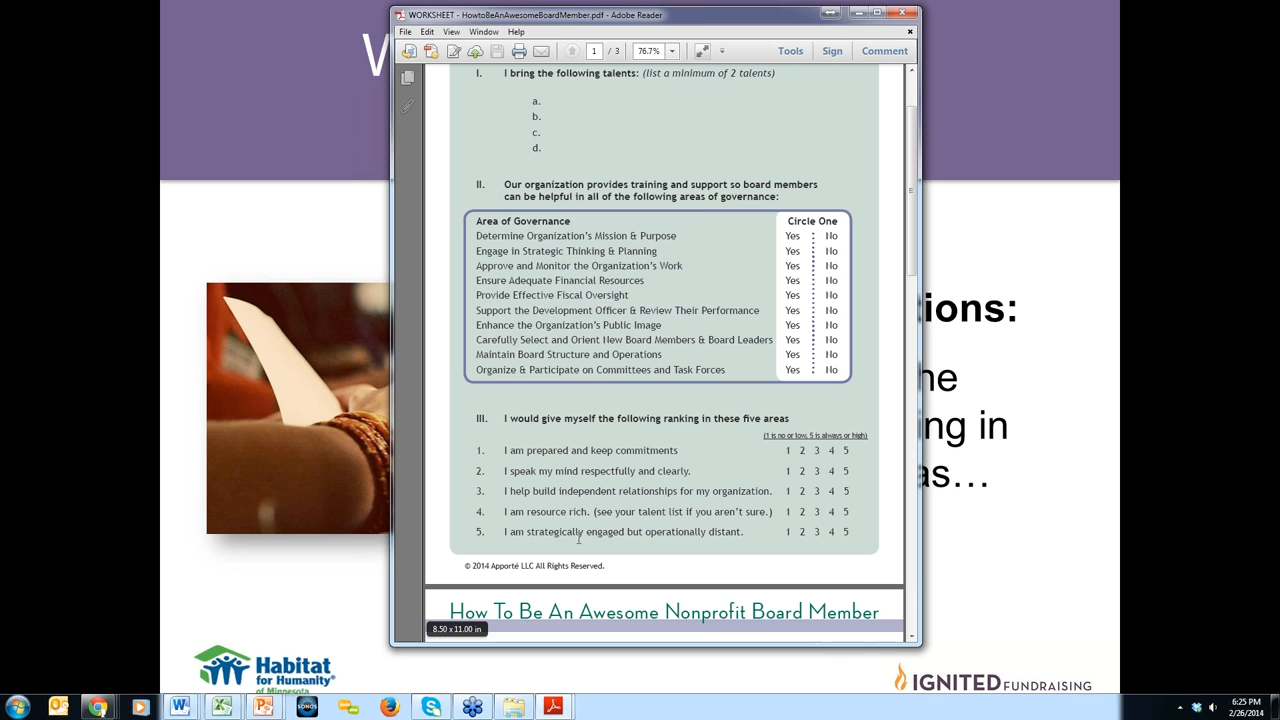 W
WORKSHEET - HowtoBeAnAwesomeBoardMember.pdf - Adobe Reader
File Edit View Window Help
1 / 3 76.7% Tools Sign Comment
I. I bring the following talents: (list a minimum of 2 talents)
a.
b.
c.
d.
II. Our organization provides training and support so board members
can be helpful in all of the following areas of governance:
Area of Governance Circle One
Determine Organization's Mission & Purpose Yes No
Engage in Strategic Thinking & Planning Yes No
Approve and Monitor the Organization's Work Yes No
Ensure Adequate Financial Resources Yes No
Provide Effective Fiscal Oversight Yes No
Support the Development Officer & Review Their Performance Yes No
Enhance the Organization's Public Image Yes No
Carefully Select and Orient New Board Members & Board Leaders Yes No
Maintain Board Structure and Operations Yes No
Organize & Participate on Committees and Task Forces Yes No
III. I would give myself the following ranking in these five areas
(1 is no or low, 5 is always or high)
1. I am prepared and keep commitments 1 2 3 4 5
2. I speak my mind respectfully and clearly. 1 2 3 4 5
3. I help build independent relationships for my organization. 1 2 3 4 5
4. I am resource rich. (see your talent list if you aren't sure.) 1 2 3 4 5
5. I am strategically engaged but operationally distant. 1 2 3 4 5
© 2014 Apporté LLC All Rights Reserved.
How To Be An Awesome Nonprofit Board Member
8.50 x 11.00 in
ions:
ne
ng in
as…
Habitat
for Humanity®
of Minnesota
IGNITED FUNDRAISING
SONOS
6:25 PM
2/26/2014